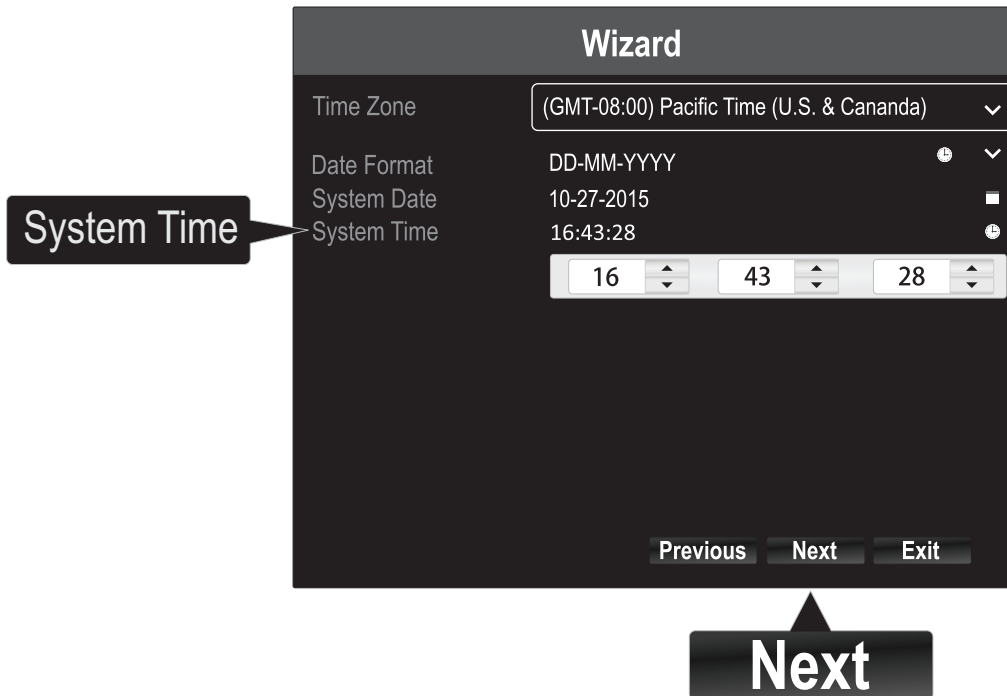 Wizard
Time Zone (GMT-08:00) Pacific Time (U.S. & Cananda)
Date Format DD-MM-YYYY
System Date 10-27-2015
System Time System Time 16:43:28
16 43 28
Previous Next Exit
Next